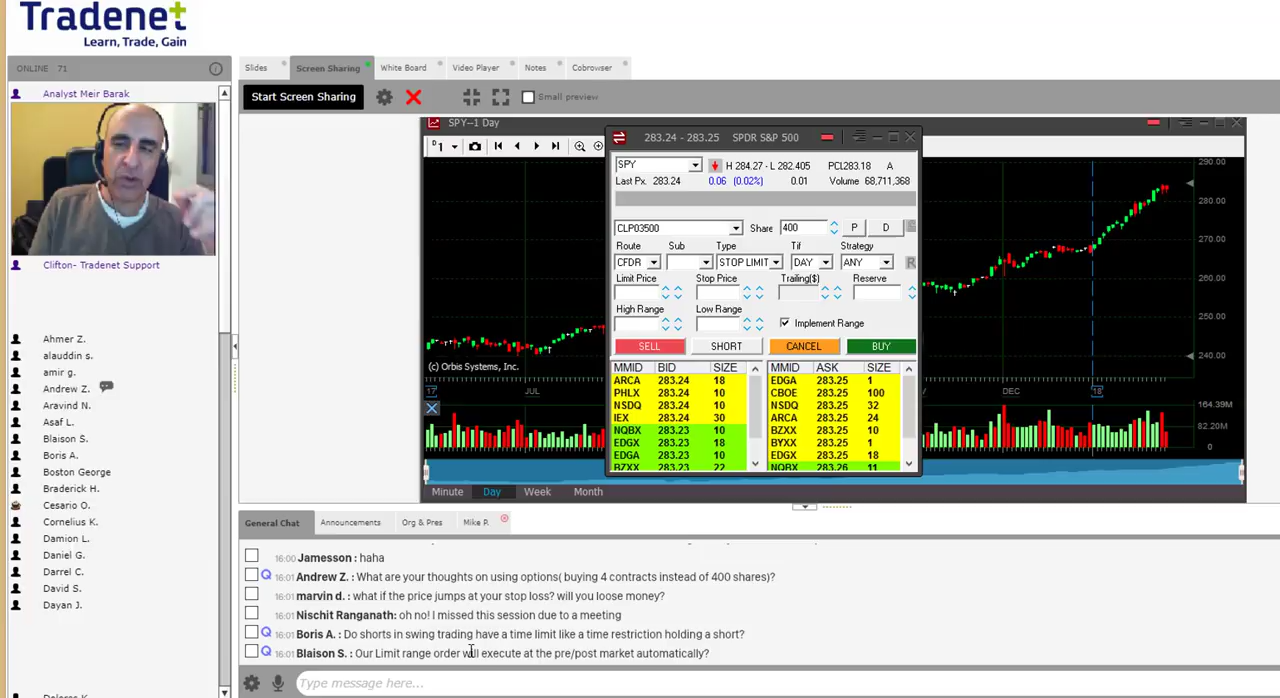 Tradenet
Learn, Trade, Gain
ONLINE 71
Slides
Screen Sharing
White Board
Video Player
Notes
Cobrowser
Analyst Meir Barak
Start Screen Sharing
Small preview
SPY--1 Day
283.24 - 283.25 SPDR S&P 500
1
SPY
H 284.27 - L 282.405
PCL283.18
A
Last Px. 283.24
0.06 (0.02%)
0.01
Volume 68,711,368
290.00
280.00
270.00
260.00
250.00
240.00
CLP03500
Share 400
P
D
Route
Sub
Type
Tif
Strategy
CFDR
STOP LIMIT
DAY
ANY
R
Limit Price
Stop Price
Trailing($)
Reserve
High Range
Low Range
Implement Range
SELL
SHORT
CANCEL
BUY
MMID BID SIZE
ARCA 283.24 18
PHLX 283.24 10
NSDQ 283.24 10
IEX 283.24 30
NQBX 283.23 10
EDGX 283.23 18
EDGA 283.23 10
BZXX 283.23 22
MMID ASK SIZE
EDGA 283.25 1
CBOE 283.25 100
NSDQ 283.25 32
ARCA 283.25 24
BZXX 283.25 10
BYXX 283.25 1
EDGX 283.25 18
NQBX 283.26 11
(c) Orbis Systems, Inc.
17
JUL
DEC
18
164.39M
82.20M
0
Minute
Day
Week
Month
Clifton- Tradenet Support
Ahmer Z.
alauddin s.
amir g.
Andrew Z.
Aravind N.
Asaf L.
Blaison S.
Boris A.
Boston George
Braderick H.
Cesario O.
Cornelius K.
Damion L.
Daniel G.
Darrel C.
David S.
Dayan J.
General Chat
Announcements
Org & Pres
Mike P.
16:00 Jamesson : haha
16:01 Andrew Z. : What are your thoughts on using options( buying 4 contracts instead of 400 shares)?
16:01 marvin d. : what if the price jumps at your stop loss? will you loose money?
16:01 Nischit Ranganath: oh no! I missed this session due to a meeting
16:01 Boris A. : Do shorts in swing trading have a time limit like a time restriction holding a short?
16:01 Blaison S. : Our Limit range order will execute at the pre/post market automatically?
Type message here...